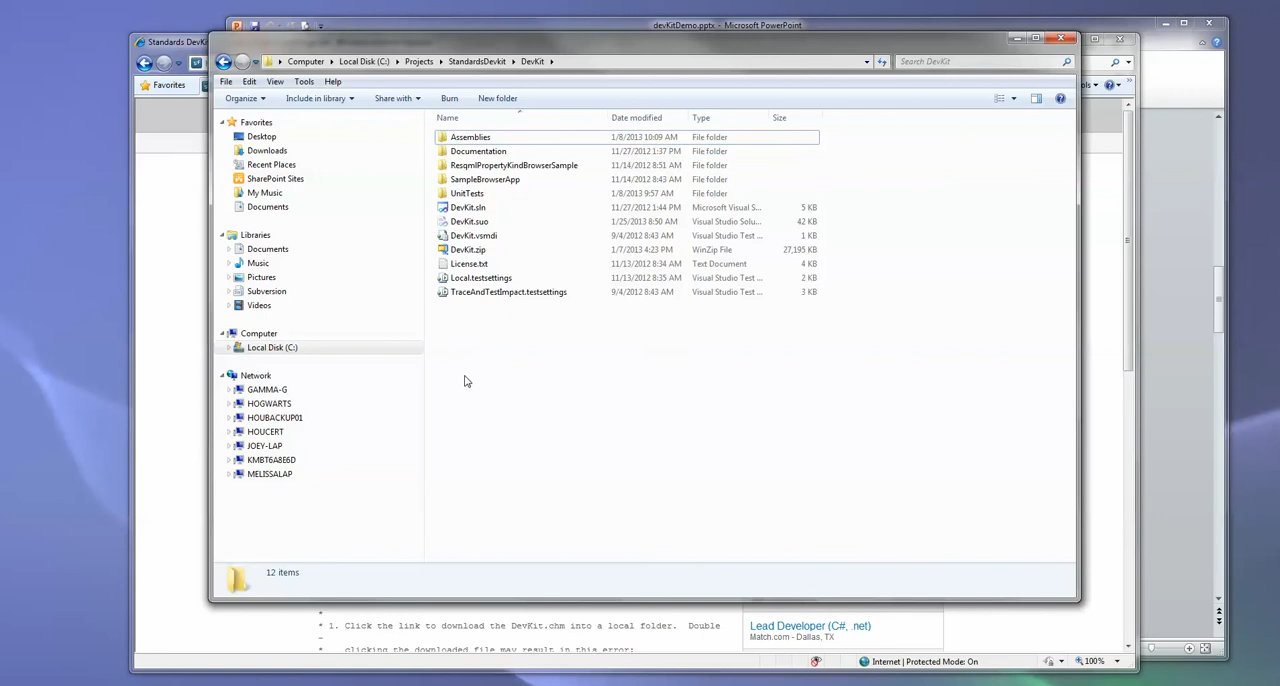 devKitDemo.pptx - Microsoft PowerPoint
Standards DevKi
Computer ▸ Local Disk (C:) ▸ Projects ▸ StandardsDevkit ▸ DevKit ▸
Search DevKit
Favorites
File Edit View Tools Help
Organize Include in library Share with Burn New folder
Name Date modified Type Size
Favorites
Desktop
Downloads
Recent Places
SharePoint Sites
My Music
Documents
Libraries
Documents
Music
Pictures
Subversion
Videos
Computer
Local Disk (C:)
Network
GAMMA-G
HOGWARTS
HOUBACKUP01
HOUCERT
JOEY-LAP
KMBT6A8E6D
MELISSALAP
Assemblies 1/8/2013 10:09 AM File folder
Documentation 11/27/2012 1:37 PM File folder
ResqmlPropertyKindBrowserSample 11/14/2012 8:51 AM File folder
SampleBrowserApp 11/14/2012 8:43 AM File folder
UnitTests 1/8/2013 9:57 AM File folder
DevKit.sln 11/27/2012 1:44 PM Microsoft Visual S... 5 KB
DevKit.suo 1/25/2013 8:50 AM Visual Studio Solu... 42 KB
DevKit.vsmdi 9/4/2012 8:43 AM Visual Studio Test ... 1 KB
DevKit.zip 1/7/2013 4:23 PM WinZip File 27,195 KB
License.txt 11/13/2012 8:34 AM Text Document 4 KB
Local.testsettings 11/13/2012 8:35 AM Visual Studio Test ... 2 KB
TraceAndTestImpact.testsettings 9/4/2012 8:43 AM Visual Studio Test ... 3 KB
12 items
* 1. Click the link to download the DevKit.chm into a local folder. Double
clicking the downloaded file may result in this error:
Lead Developer (C#, .net)
Match.com - Dallas, TX
Internet | Protected Mode: On
100%